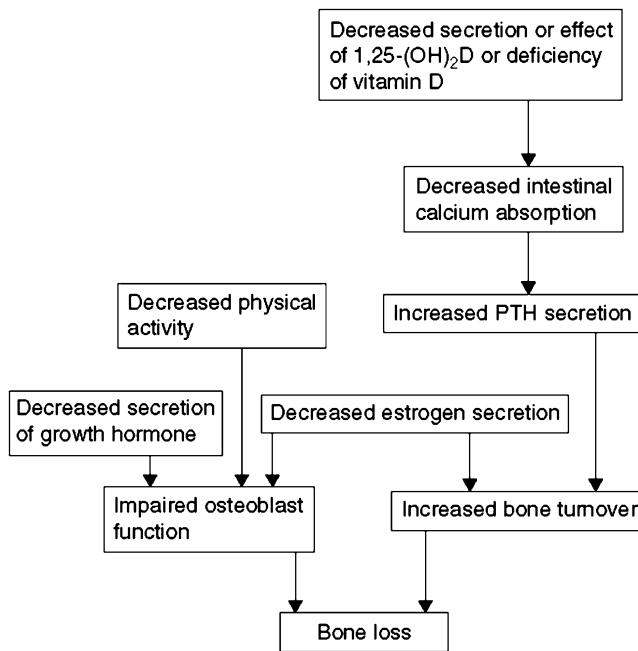 Decreased secretion or effect
of 1,25-(OH)₂D or deficiency
of vitamin D
Decreased intestinal
calcium absorption
Decreased physical
activity
Increased PTH secretion
Decreased secretion
of growth hormone
Decreased estrogen secretion
Impaired osteoblast
function
Increased bone turnover
Bone loss